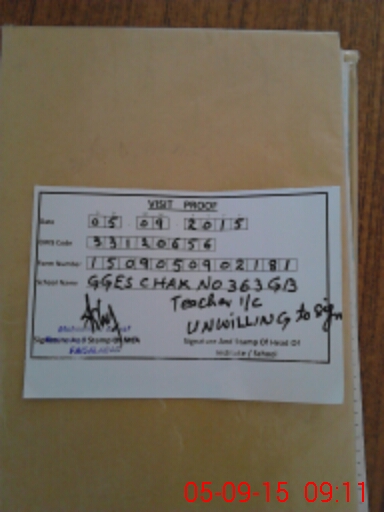 VISIT PROOF
Date 05 09 2015
EMIS Code 33130656
Form Number 1509050902181
School Name GGES CHAK NO 363 GB
Teacher I/C
UNWILLING to Sign
Signature And Stamp Of MEA
Signature And Stamp Of Head Of
Institute / School
05-09-15 09:11